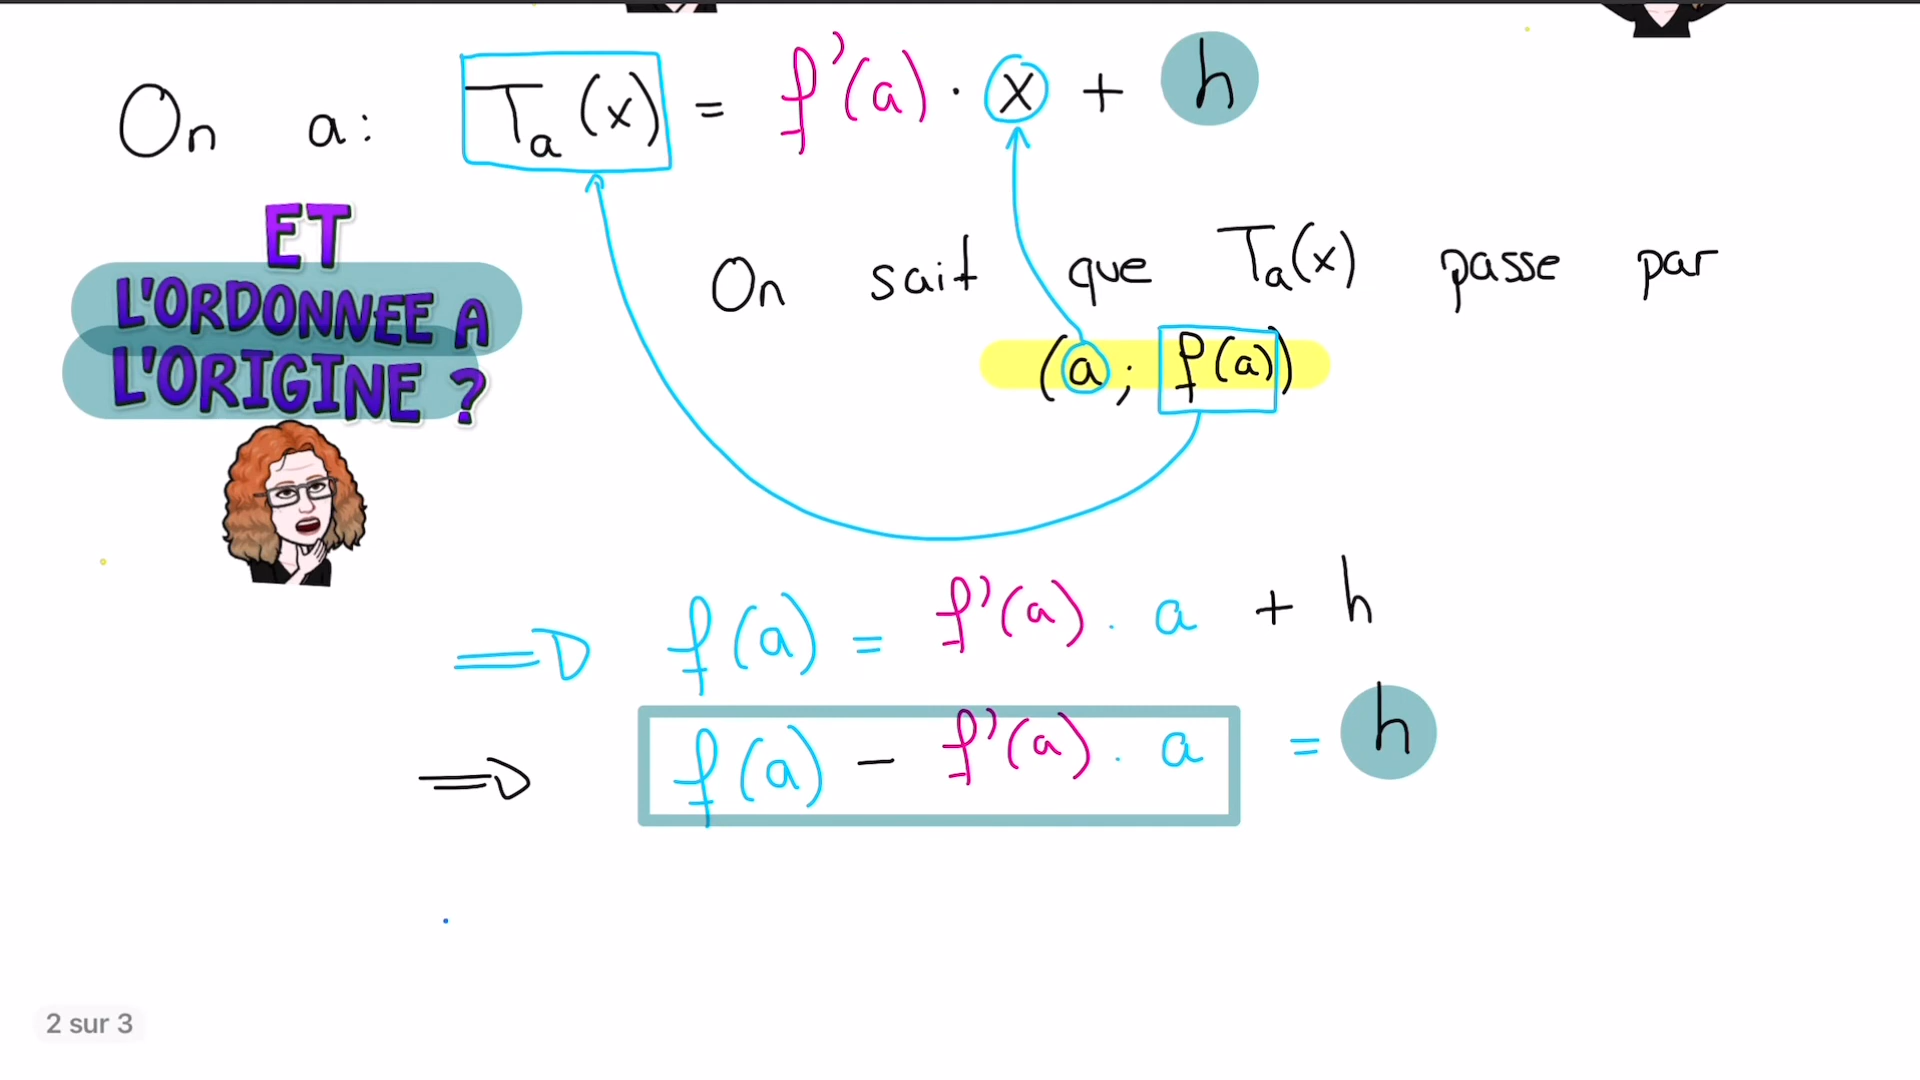 On a: Tₐ(x) = f'(a) · x + h
ET
L'ORDONNEE A
L'ORIGINE ?
On sait que Tₐ(x) passe par
(a ; f(a))
⇒ f(a) = f'(a) · a + h
⇒ f(a) − f'(a) · a = h
2 sur 3